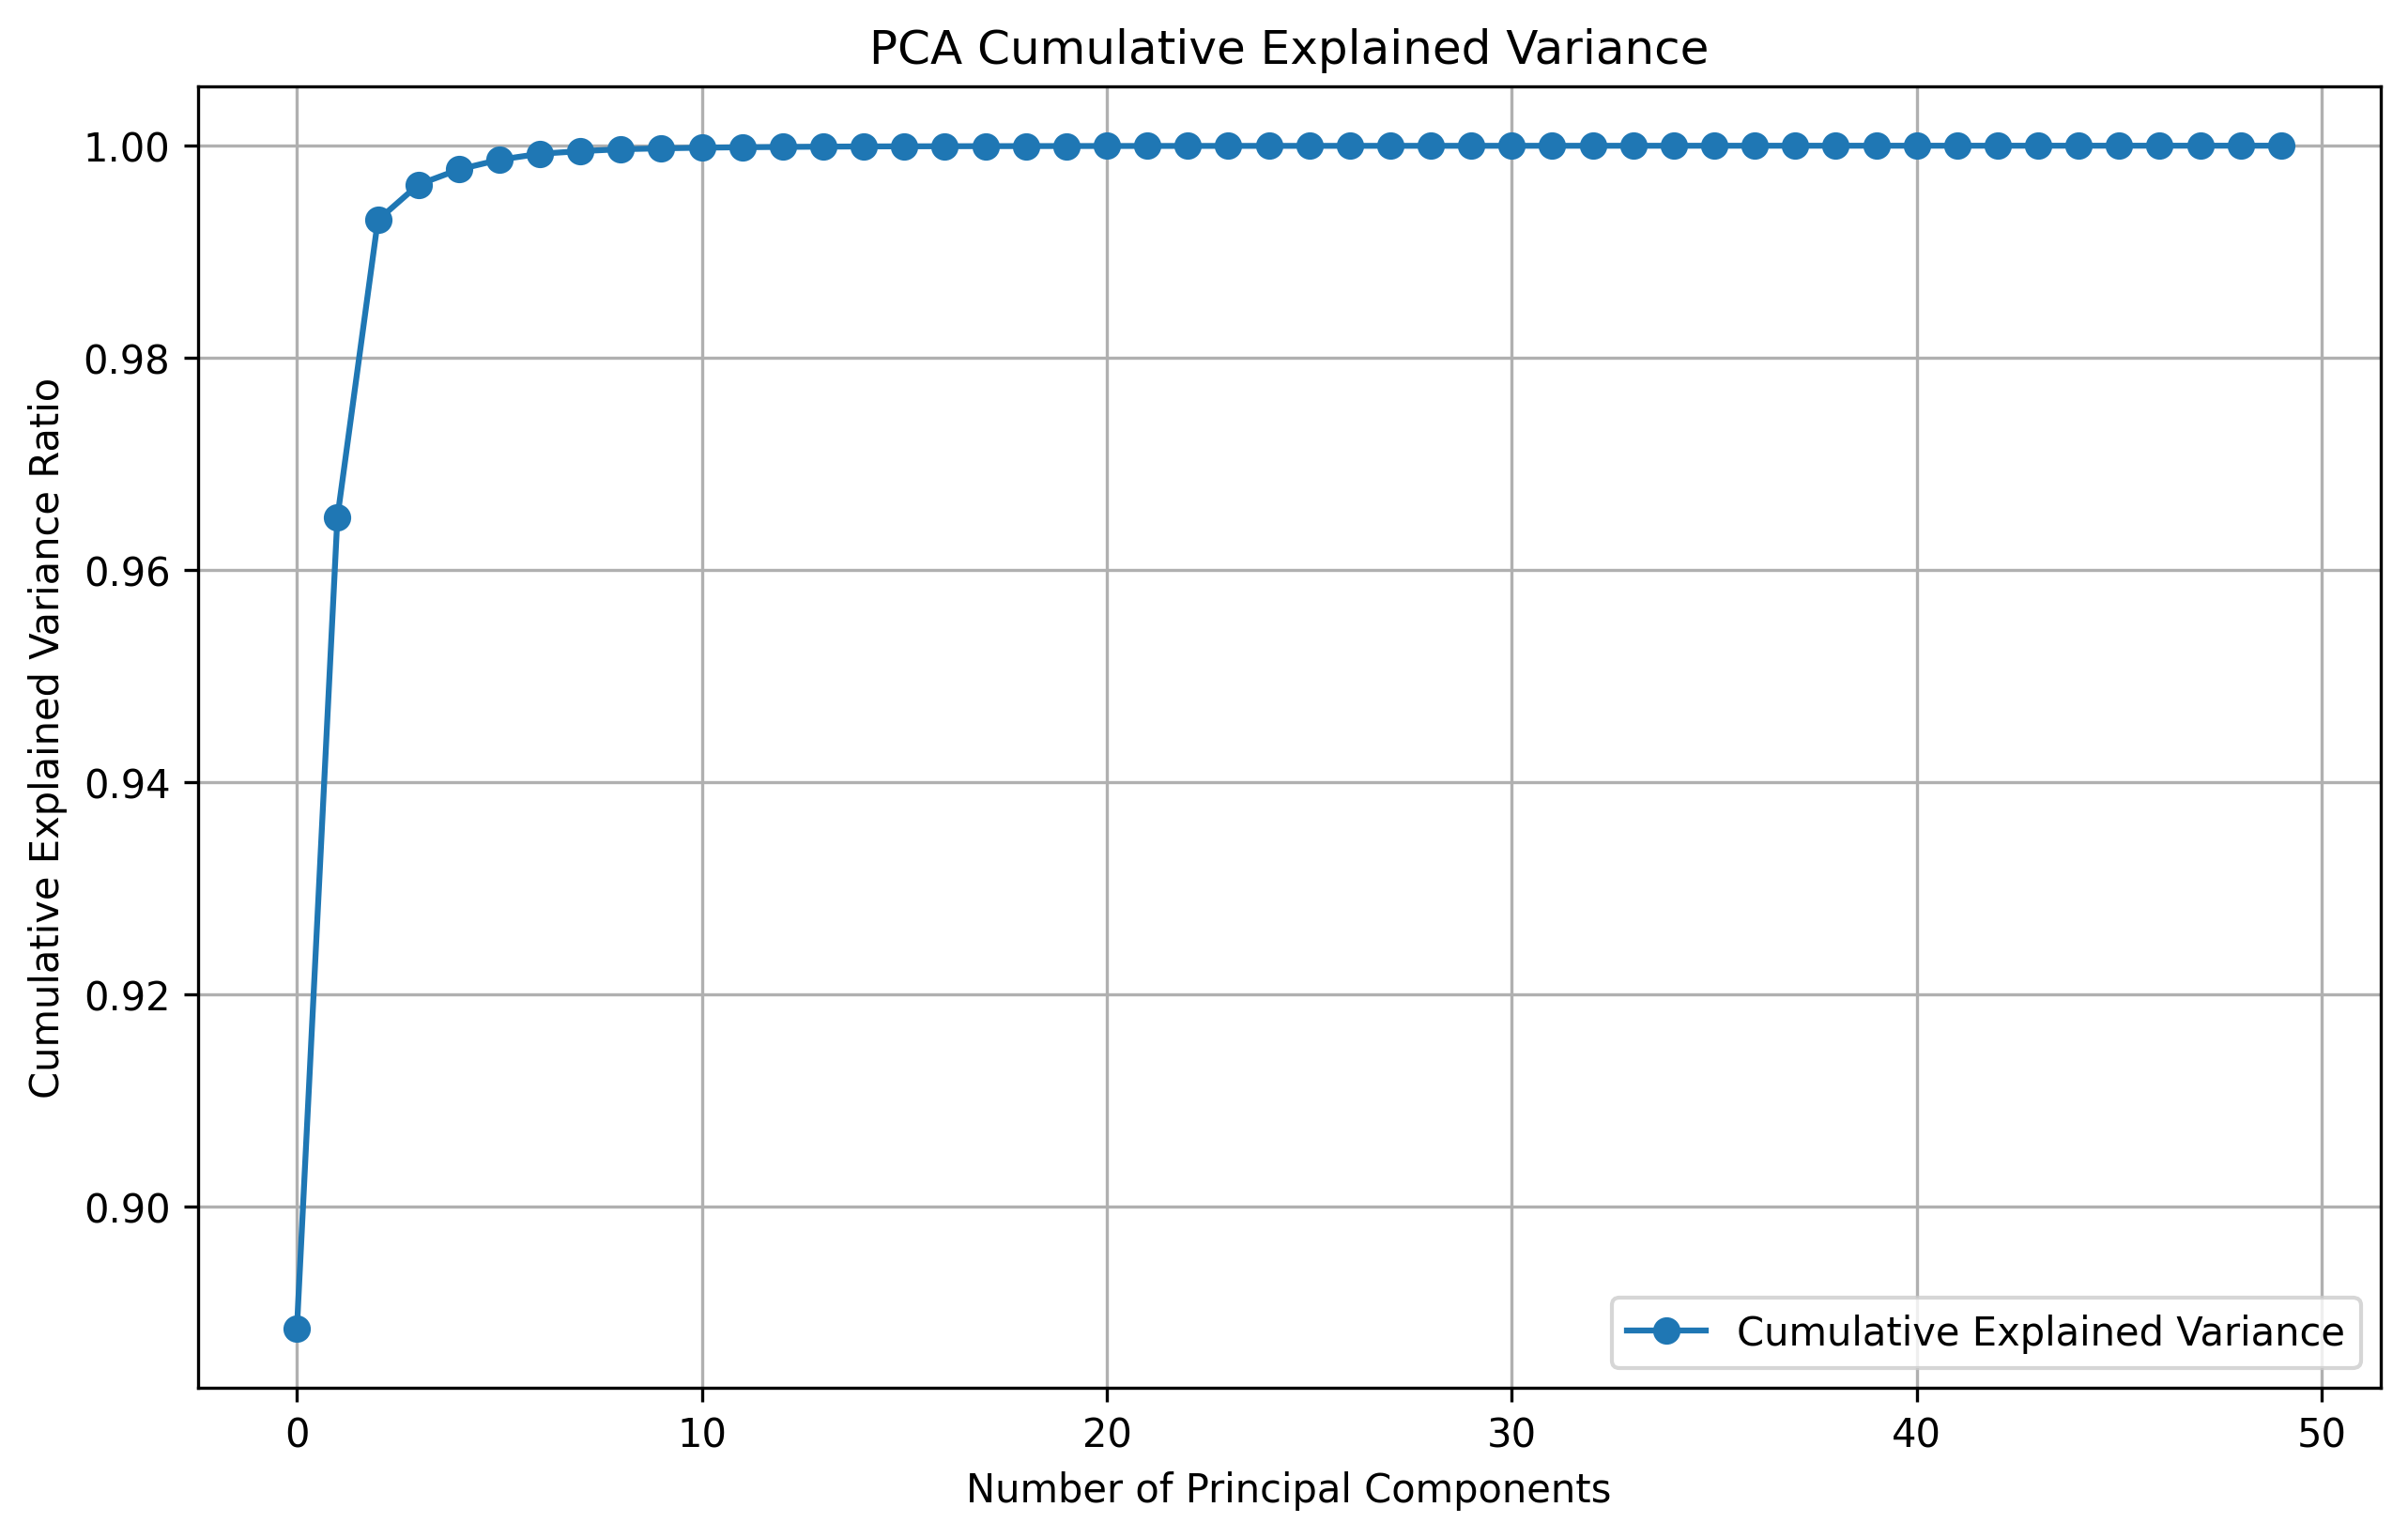 PCA Cumulative Explained Variance
Cumulative Explained Variance Ratio
1.00
0.98
0.96
0.94
0.92
0.90
Cumulative Explained Variance
0 10 20 30 40 50
Number of Principal Components